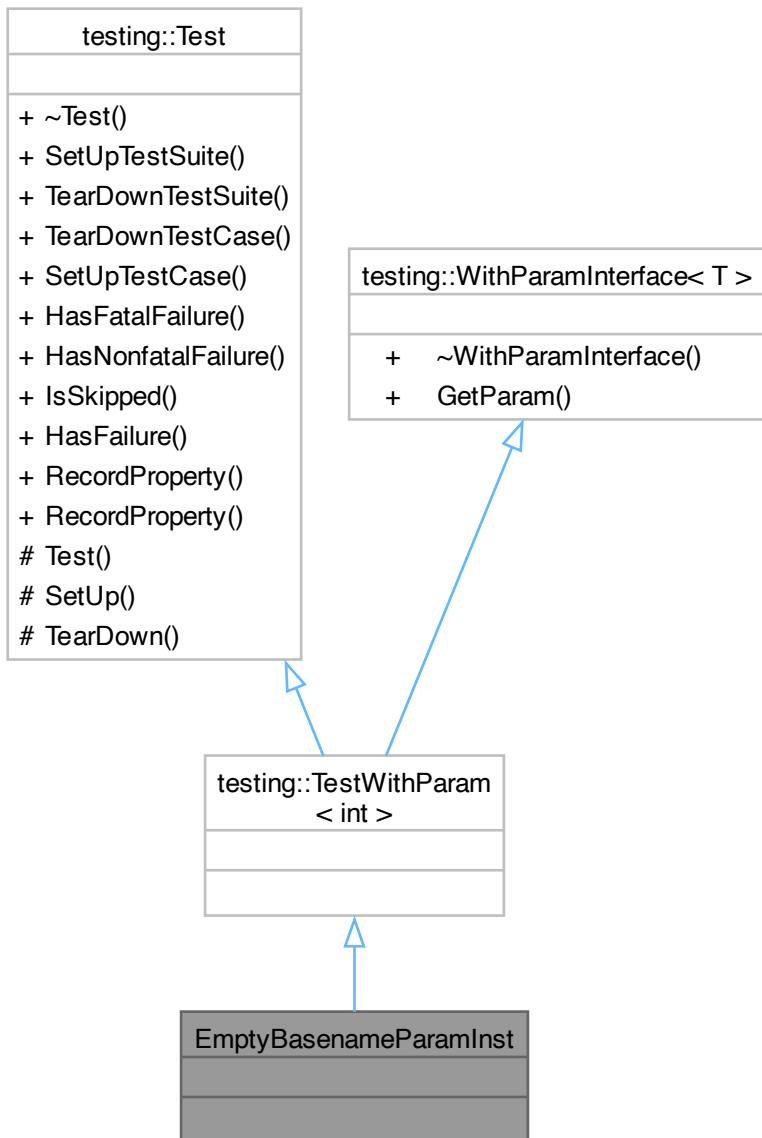 testing::Test
+ ~Test()
+ SetUpTestSuite()
+ TearDownTestSuite()
+ TearDownTestCase()
+ SetUpTestCase()
+ HasFatalFailure()
+ HasNonfatalFailure()
+ IsSkipped()
+ HasFailure()
+ RecordProperty()
+ RecordProperty()
# Test()
# SetUp()
# TearDown()
testing::WithParamInterface< T >
+ ~WithParamInterface()
+ GetParam()
testing::TestWithParam
< int >
EmptyBasenameParamInst